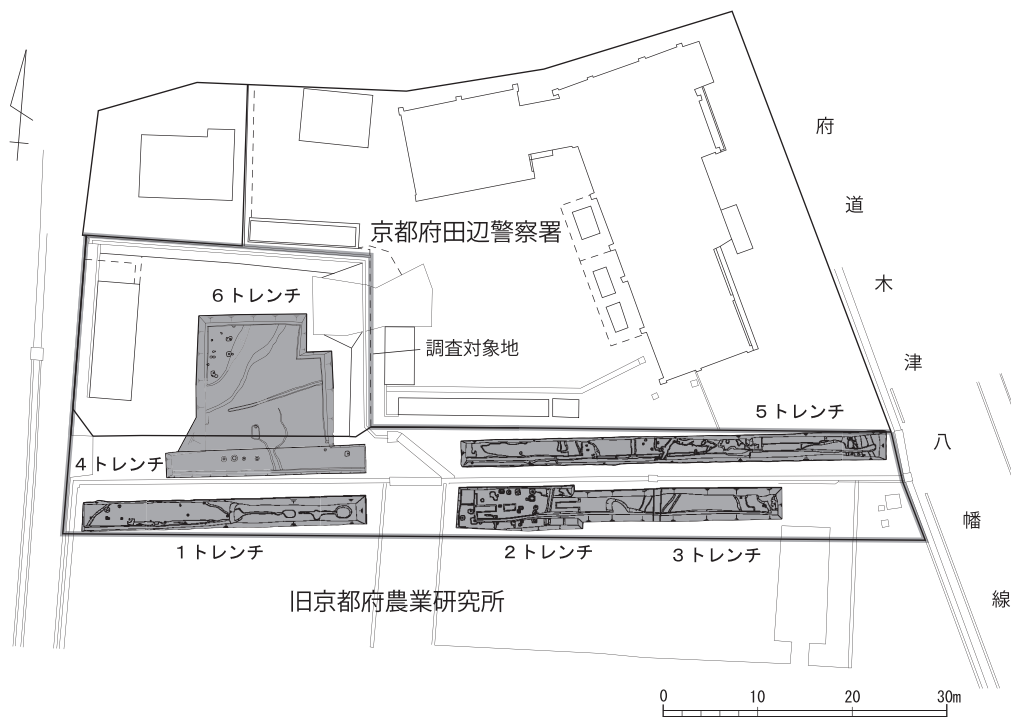 京都府田辺警察署
6トレンチ
調査対象地
5トレンチ
4トレンチ
1トレンチ
2トレンチ
3トレンチ
旧京都府農業研究所
府道木津八幡線
0 10 20 30m